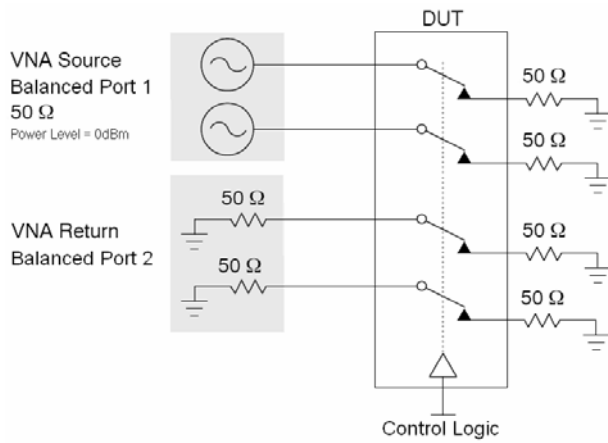 DUT
VNA Source
Balanced Port 1
50 Ω
Power Level = 0dBm
50 Ω
50 Ω
VNA Return
Balanced Port 2
50 Ω
50 Ω
50 Ω
50 Ω
Control Logic